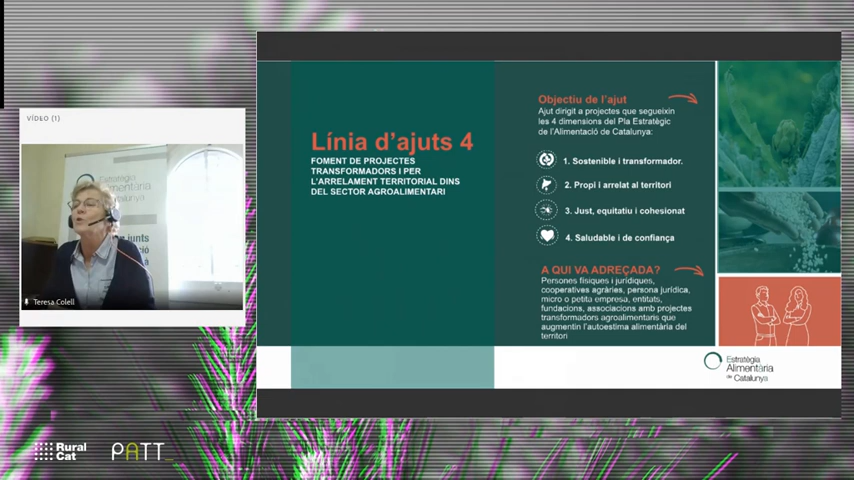 VÍDEO (1)
Estratègia
Alimentària
Catalunya
Teresa Colell
Línia d'ajuts 4
FOMENT DE PROJECTES
TRANSFORMADORS I PER
L'ARRELAMENT TERRITORIAL DINS
DEL SECTOR AGROALIMENTARI
Objectiu de l'ajut
Ajut dirigit a projectes que segueixin
les 4 dimensions del Pla Estratègic
de l'Alimentació de Catalunya:
1. Sostenible i transformador.
2. Propi i arrelat al territori
3. Just, equitatiu i cohesionat
4. Saludable i de confiança
A QUI VA ADREÇADA?
Persones físiques i jurídiques,
cooperatives agràries, persona jurídica,
micro o petita empresa, entitats,
fundacions, associacions amb projectes
transformadors agroalimentaris que
augmentin l'autoestima alimentària del
territori
Estratègia
Alimentària
de Catalunya
Rural
Cat
PATT_